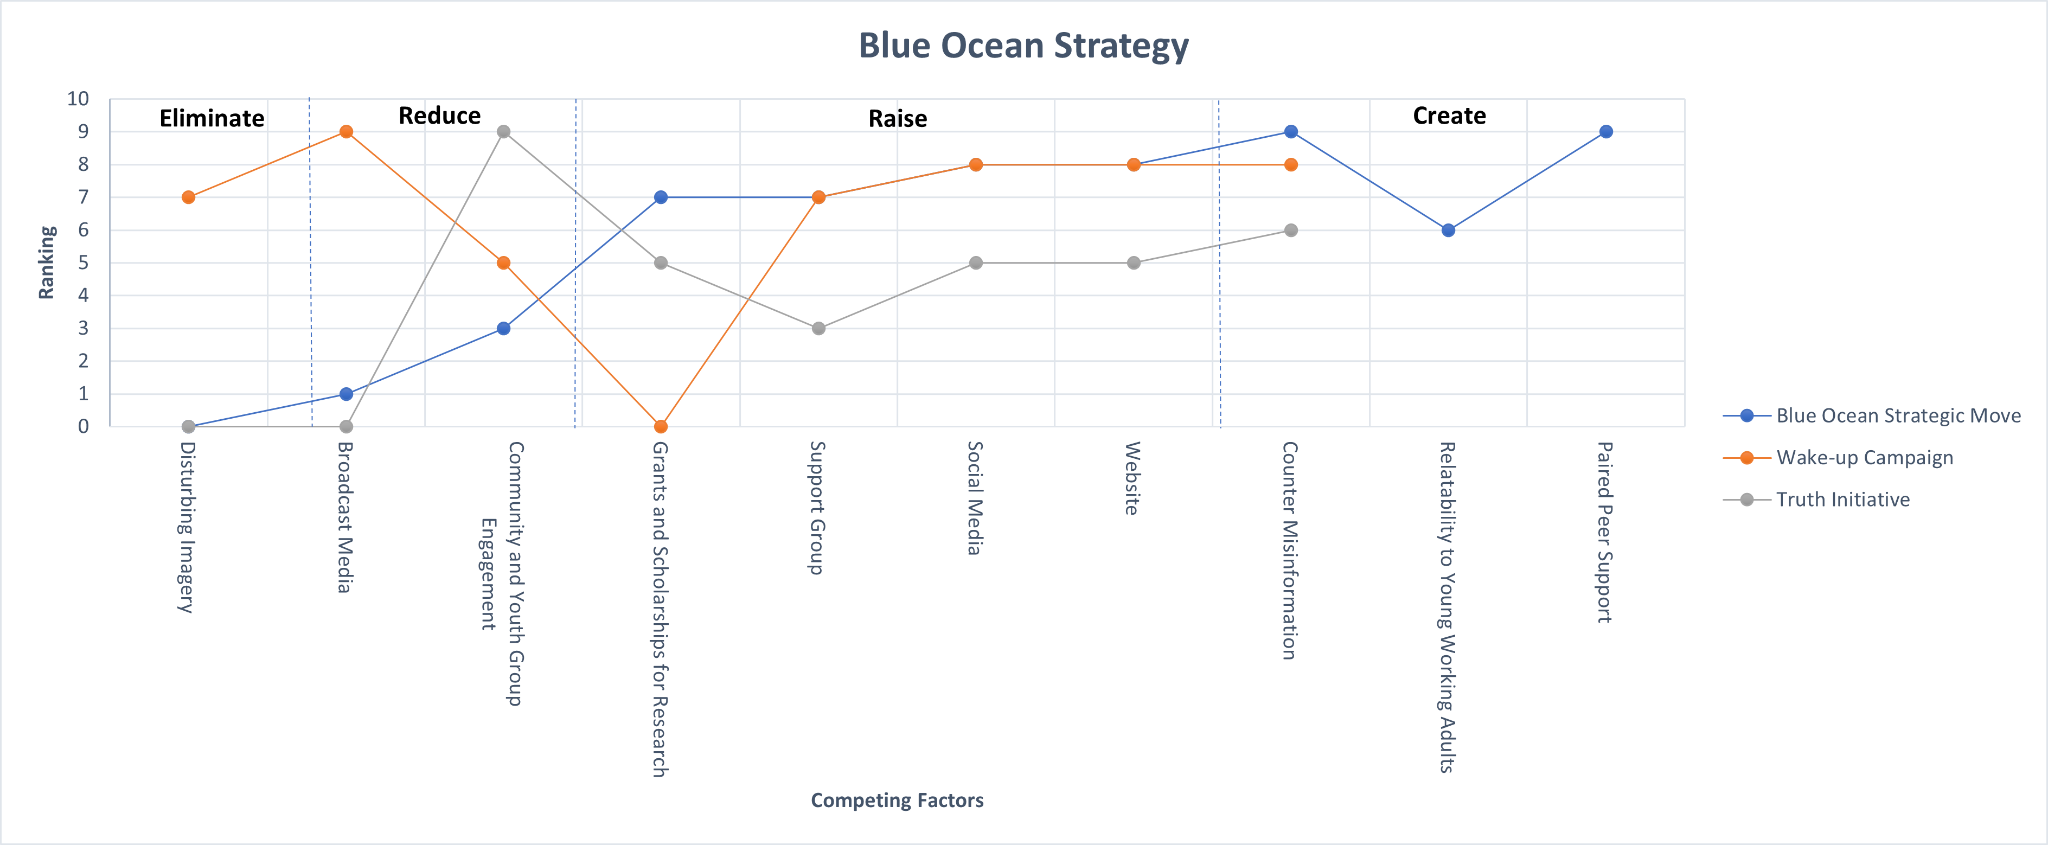 Blue Ocean Strategy
Eliminate
Reduce
Raise
Create
10
9
8
7
6
5
4
3
2
1
0
Ranking
Disturbing Imagery
Broadcast Media
Community and Youth Group
Engagement
Grants and Scholarships for Research
Support Group
Social Media
Website
Counter Misinformation
Relatability to Young Working Adults
Paired Peer Support
Competing Factors
Blue Ocean Strategic Move
Wake-up Campaign
Truth Initiative